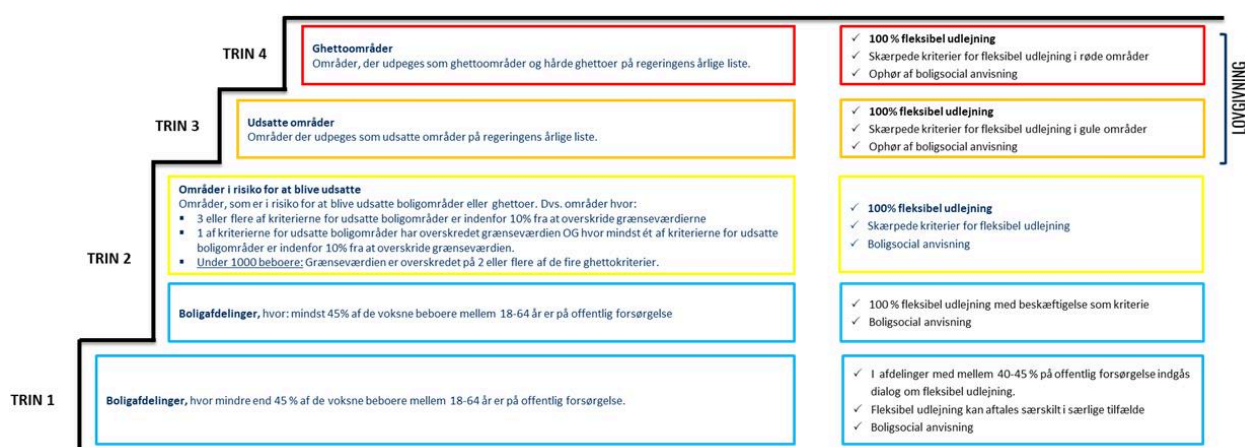 TRIN 4
Ghettoområder
Områder, der udpeges som ghettoområder og hårde ghettoer på regeringens årlige liste.
✓ 100 % fleksibel udlejning
✓ Skærpede kriterier for fleksibel udlejning i røde områder
✓ Ophør af boligsocial anvisning
LOVGIVNING
TRIN 3
Udsatte områder
Områder der udpeges som udsatte områder på regeringens årlige liste.
✓ 100% fleksibel udlejning
✓ Skærpede kriterier for fleksibel udlejning i gule områder
✓ Ophør af boligsocial anvisning
TRIN 2
Områder i risiko for at blive udsatte
Områder, som er i risiko for at blive udsatte boligområder eller ghettoer. Dvs. områder hvor:
▪ 3 eller flere af kriterierne for udsatte boligområder er indenfor 10% fra at overskride grænseværdierne
▪ 1 af kriterierne for udsatte boligområder har overskredet grænseværdien OG hvor mindst ét af kriterierne for udsatte
boligområder er indenfor 10% fra at overskride grænseværdien.
▪ Under 1000 beboere: Grænseværdien er overskredet på 2 eller flere af de fire ghettokriterier.
✓ 100% fleksibel udlejning
✓ Skærpede kriterier for fleksibel udlejning
✓ Boligsocial anvisning
Boligafdelinger, hvor: mindst 45% af de voksne beboere mellem 18-64 år er på offentlig forsørgelse
✓ 100 % fleksibel udlejning med beskæftigelse som kriterie
✓ Boligsocial anvisning
TRIN 1
Boligafdelinger, hvor mindre end 45 % af de voksne beboere mellem 18-64 år er på offentlig forsørgelse.
✓ I afdelinger med mellem 40-45 % på offentlig forsørgelse indgås
dialog om fleksibel udlejning.
✓ Fleksibel udlejning kan aftales særskilt i særlige tilfælde
✓ Boligsocial anvisning